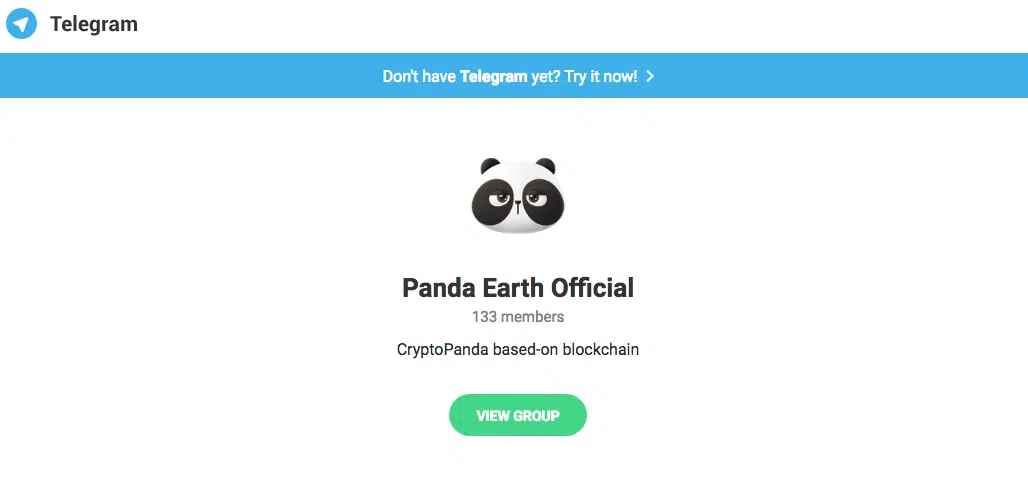 Telegram
Don't have Telegram yet? Try it now!
Panda Earth Official
133 members
CryptoPanda based-on blockchain
VIEW GROUP